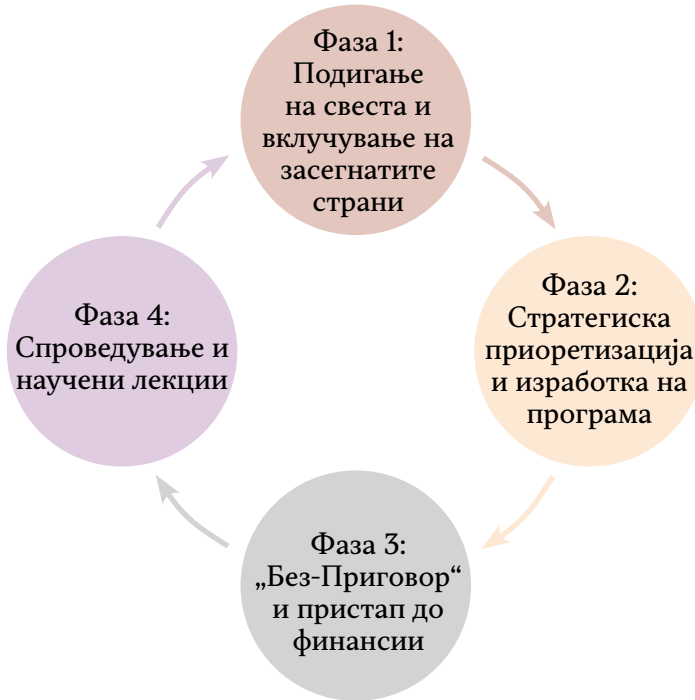 Фаза 1:
Подигање
на свеста и
вклучување на
засегнатите
страни
Фаза 2:
Стратегиска
приоретизација
и изработка на
програма
Фаза 3:
„Без-Приговор“
и пристап до
финансии
Фаза 4:
Спроведување и
научени лекции